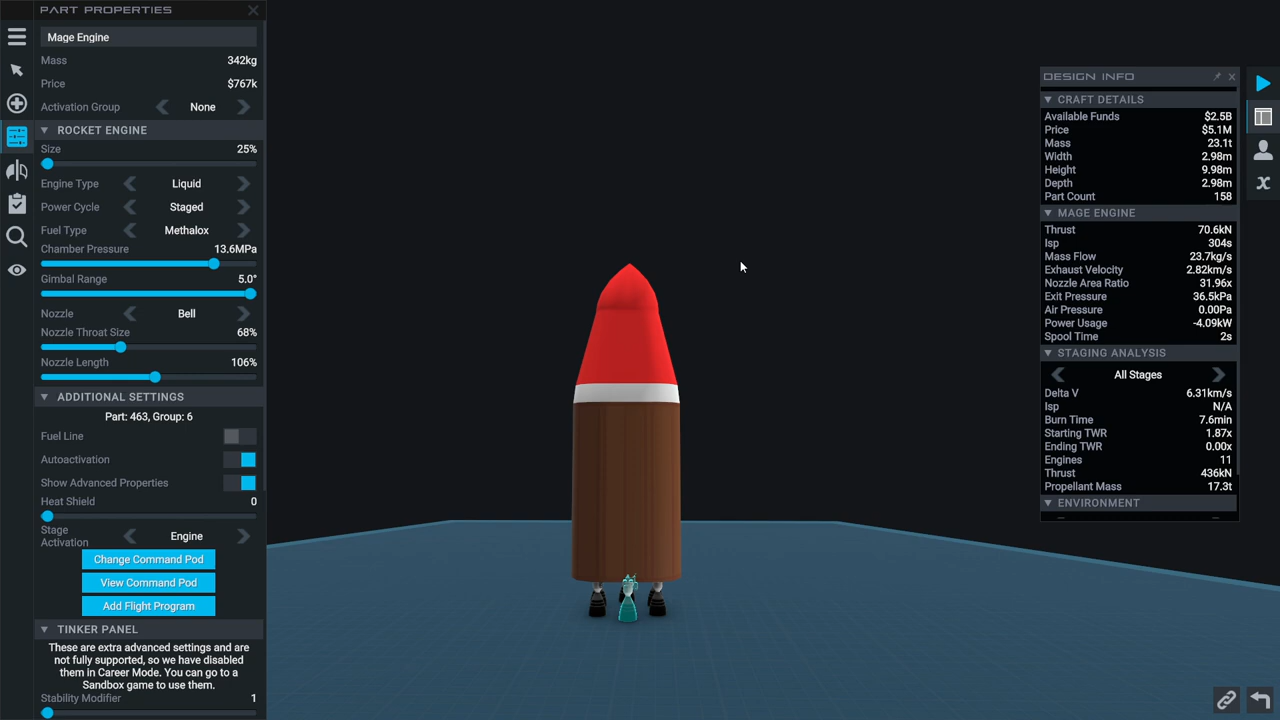 PART PROPERTIES
Mage Engine
Mass 342kg
Price $767k
Activation Group None
ROCKET ENGINE
Size 25%
Engine Type Liquid
Power Cycle Staged
Fuel Type Methalox
Chamber Pressure 13.6MPa
Gimbal Range 5.0°
Nozzle Bell
Nozzle Throat Size 68%
Nozzle Length 106%
ADDITIONAL SETTINGS
Part: 463, Group: 6
Fuel Line
Autoactivation
Show Advanced Properties
Heat Shield 0
Stage
Activation Engine
Change Command Pod
View Command Pod
Add Flight Program
TINKER PANEL
These are extra advanced settings and are
not fully supported, so we have disabled
them in Career Mode. You can go to a
Sandbox game to use them.
Stability Modifier 1
DESIGN INFO
CRAFT DETAILS
Available Funds $2.5B
Price $5.1M
Mass 23.1t
Width 2.98m
Height 9.98m
Depth 2.98m
Part Count 158
MAGE ENGINE
Thrust 70.6kN
Isp 304s
Mass Flow 23.7kg/s
Exhaust Velocity 2.82km/s
Nozzle Area Ratio 31.96x
Exit Pressure 36.5kPa
Air Pressure 0.00Pa
Power Usage -4.09kW
Spool Time 2s
STAGING ANALYSIS
All Stages
Delta V 6.31km/s
Isp N/A
Burn Time 7.6min
Starting TWR 1.87x
Ending TWR 0.00x
Engines 11
Thrust 436kN
Propellant Mass 17.3t
ENVIRONMENT
x